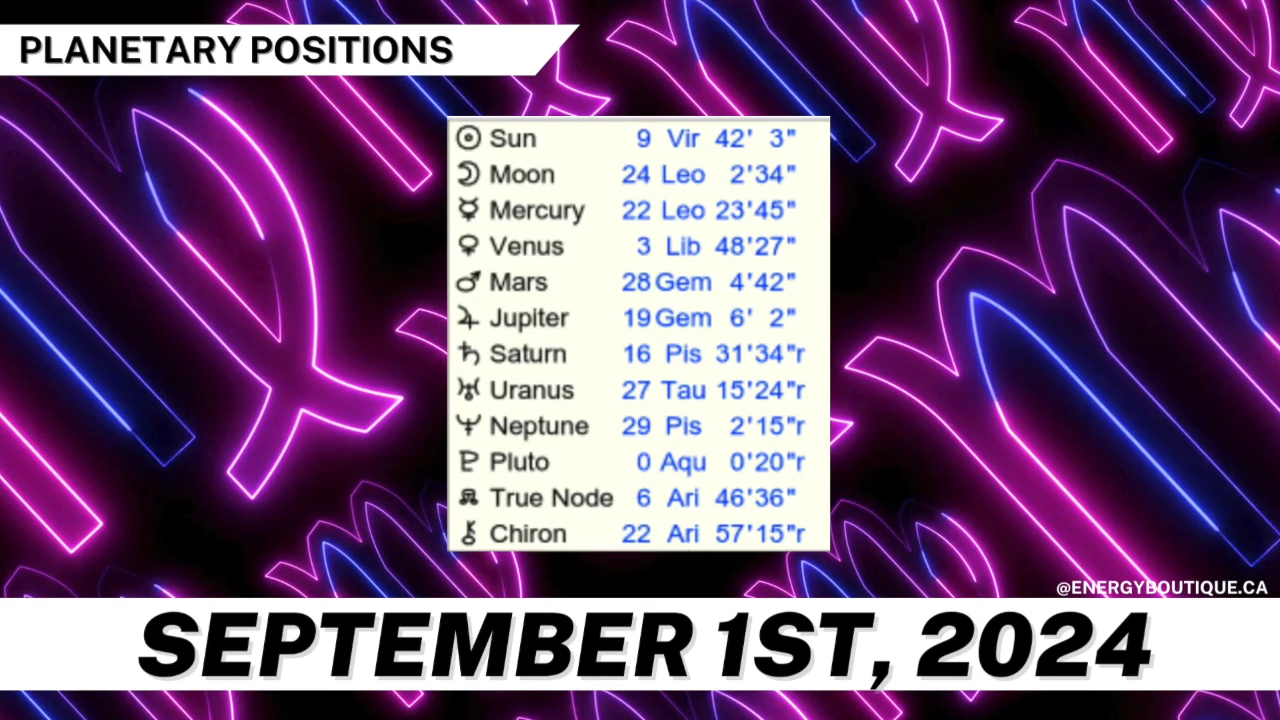 PLANETARY POSITIONS
Sun 9 Vir 42' 3"
Moon 24 Leo 2'34"
Mercury 22 Leo 23'45"
Venus 3 Lib 48'27"
Mars 28 Gem 4'42"
Jupiter 19 Gem 6' 2"
Saturn 16 Pis 31'34"r
Uranus 27 Tau 15'24"r
Neptune 29 Pis 2'15"r
Pluto 0 Aqu 0'20"r
True Node 6 Ari 46'36"
Chiron 22 Ari 57'15"r
@ENERGYBOUTIQUE.CA
SEPTEMBER 1ST, 2024